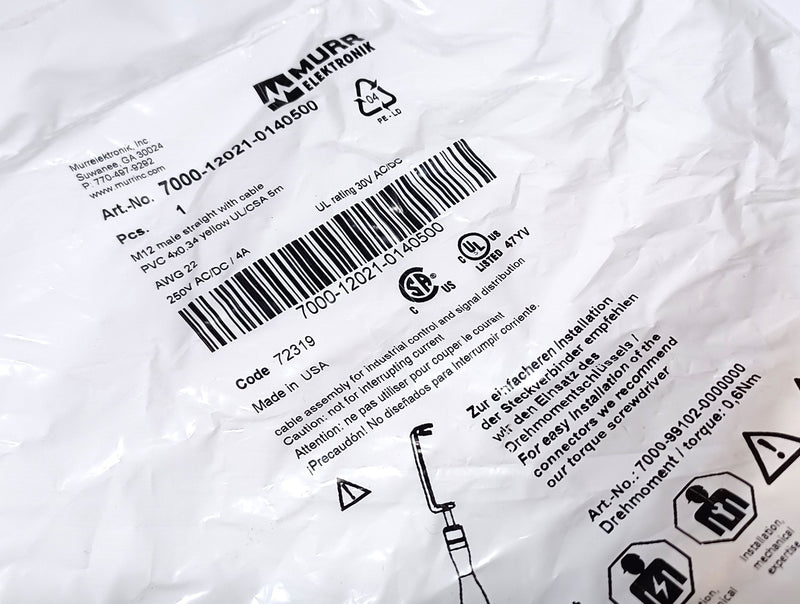 MURR
ELEKTRONIK
04
PE-LD
Murrelektronik, Inc
Suwanee, GA 30024
P: 770-497-9292
www.murrinc.com
Art.-No. 7000-12021-0140500
Pcs. 1
M12 male straight with cable
PVC 4x0.34 yellow UL/CSA 5m
AWG 22
250V AC/DC / 4A
UL rating 30V AC/DC
7000-12021-0140500
C SA US
C UL US
LISTED 47YV
Code 72319
Made in USA
cable assembly for industrial control and signal distribution
Caution: not for interrupting current
Attention: ne pas utiliser pour couper le courant
¡Precaución! No diseñados para interrumpir corriente.
Zur einfacheren Installation
der Steckverbinder empfehlen
wir den Einsatz des
Drehmomentschlüssels /
For easy installation of the
connectors we recommend
our torque screwdriver
Art.-No.: 7000-99102-0000000
Drehmoment / torque: 0,6Nm
Installation,
mechanical
expertise